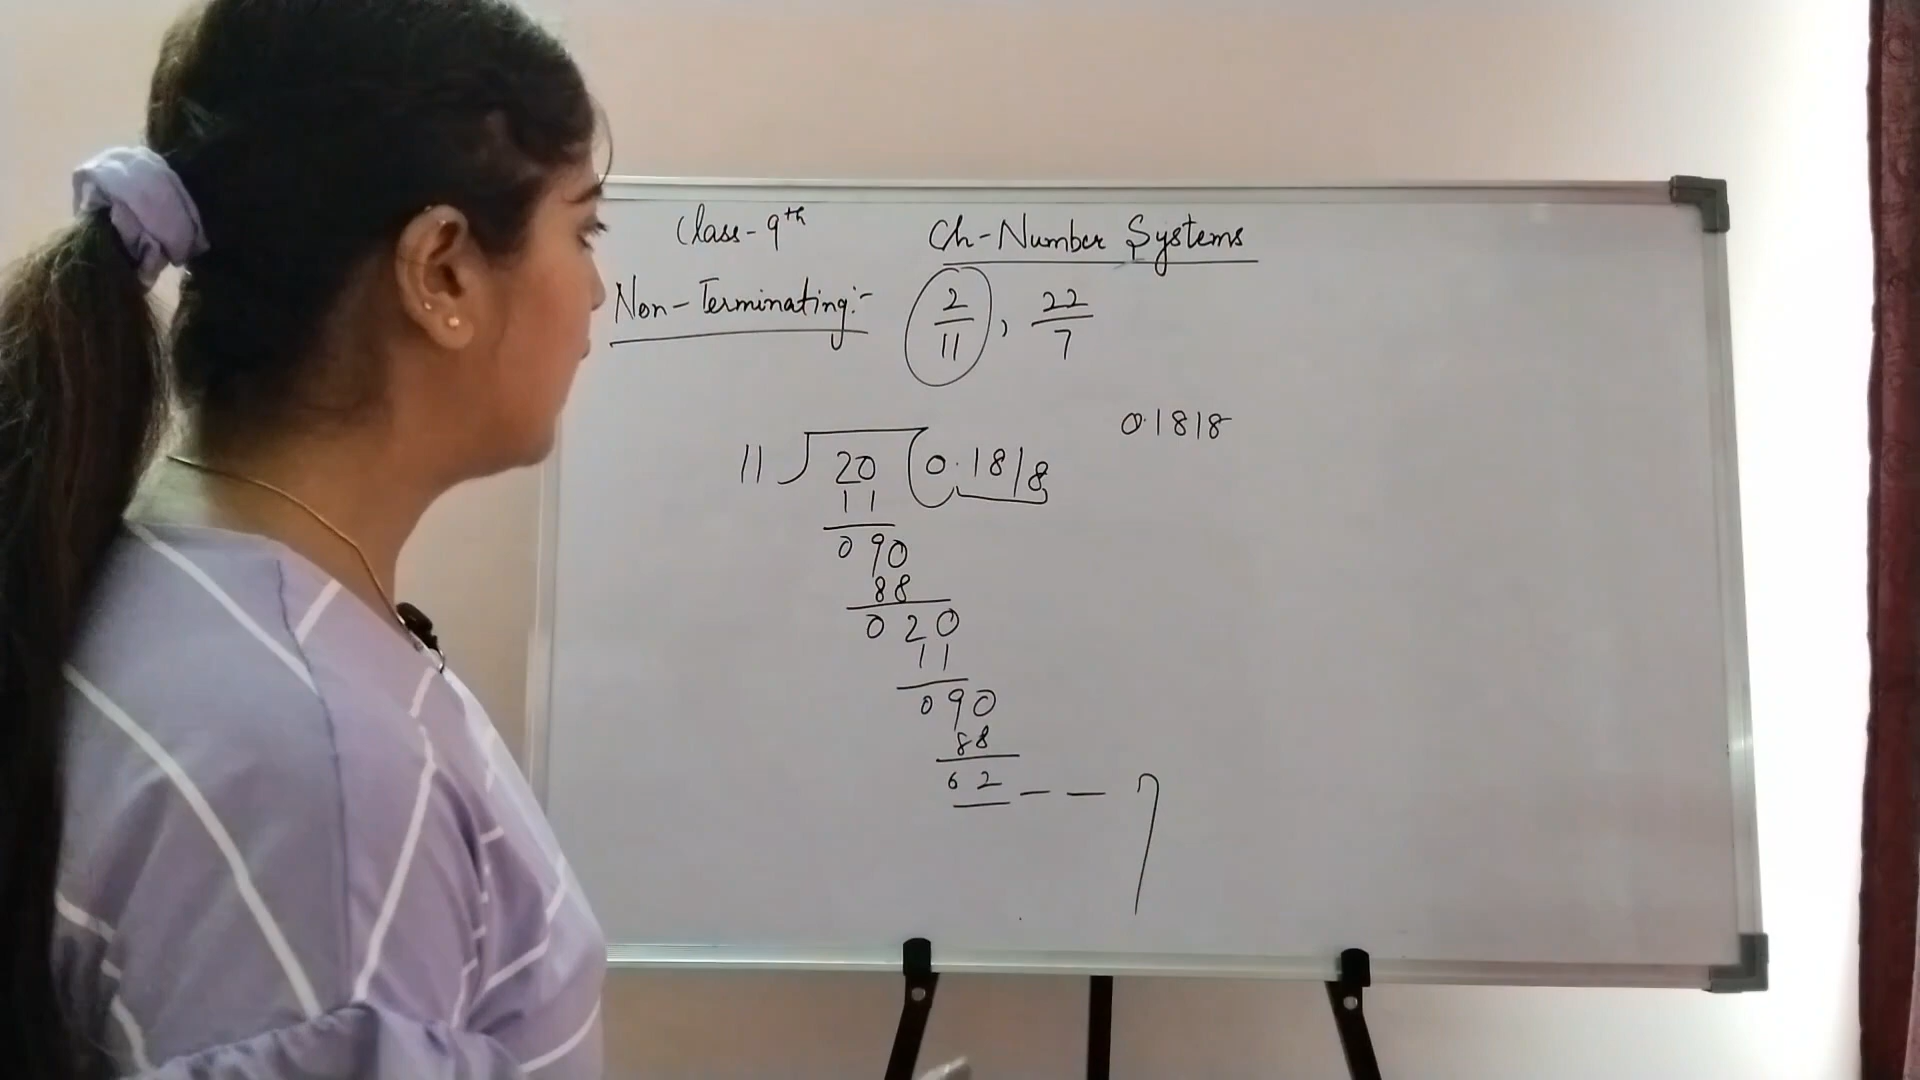 Class-9th Ch-Number Systems
Non-Terminating:- 2/11, 22/7
0.1818
11 ) 20 ( 0.1818
11
090
88
020
11
090
88
02 - -